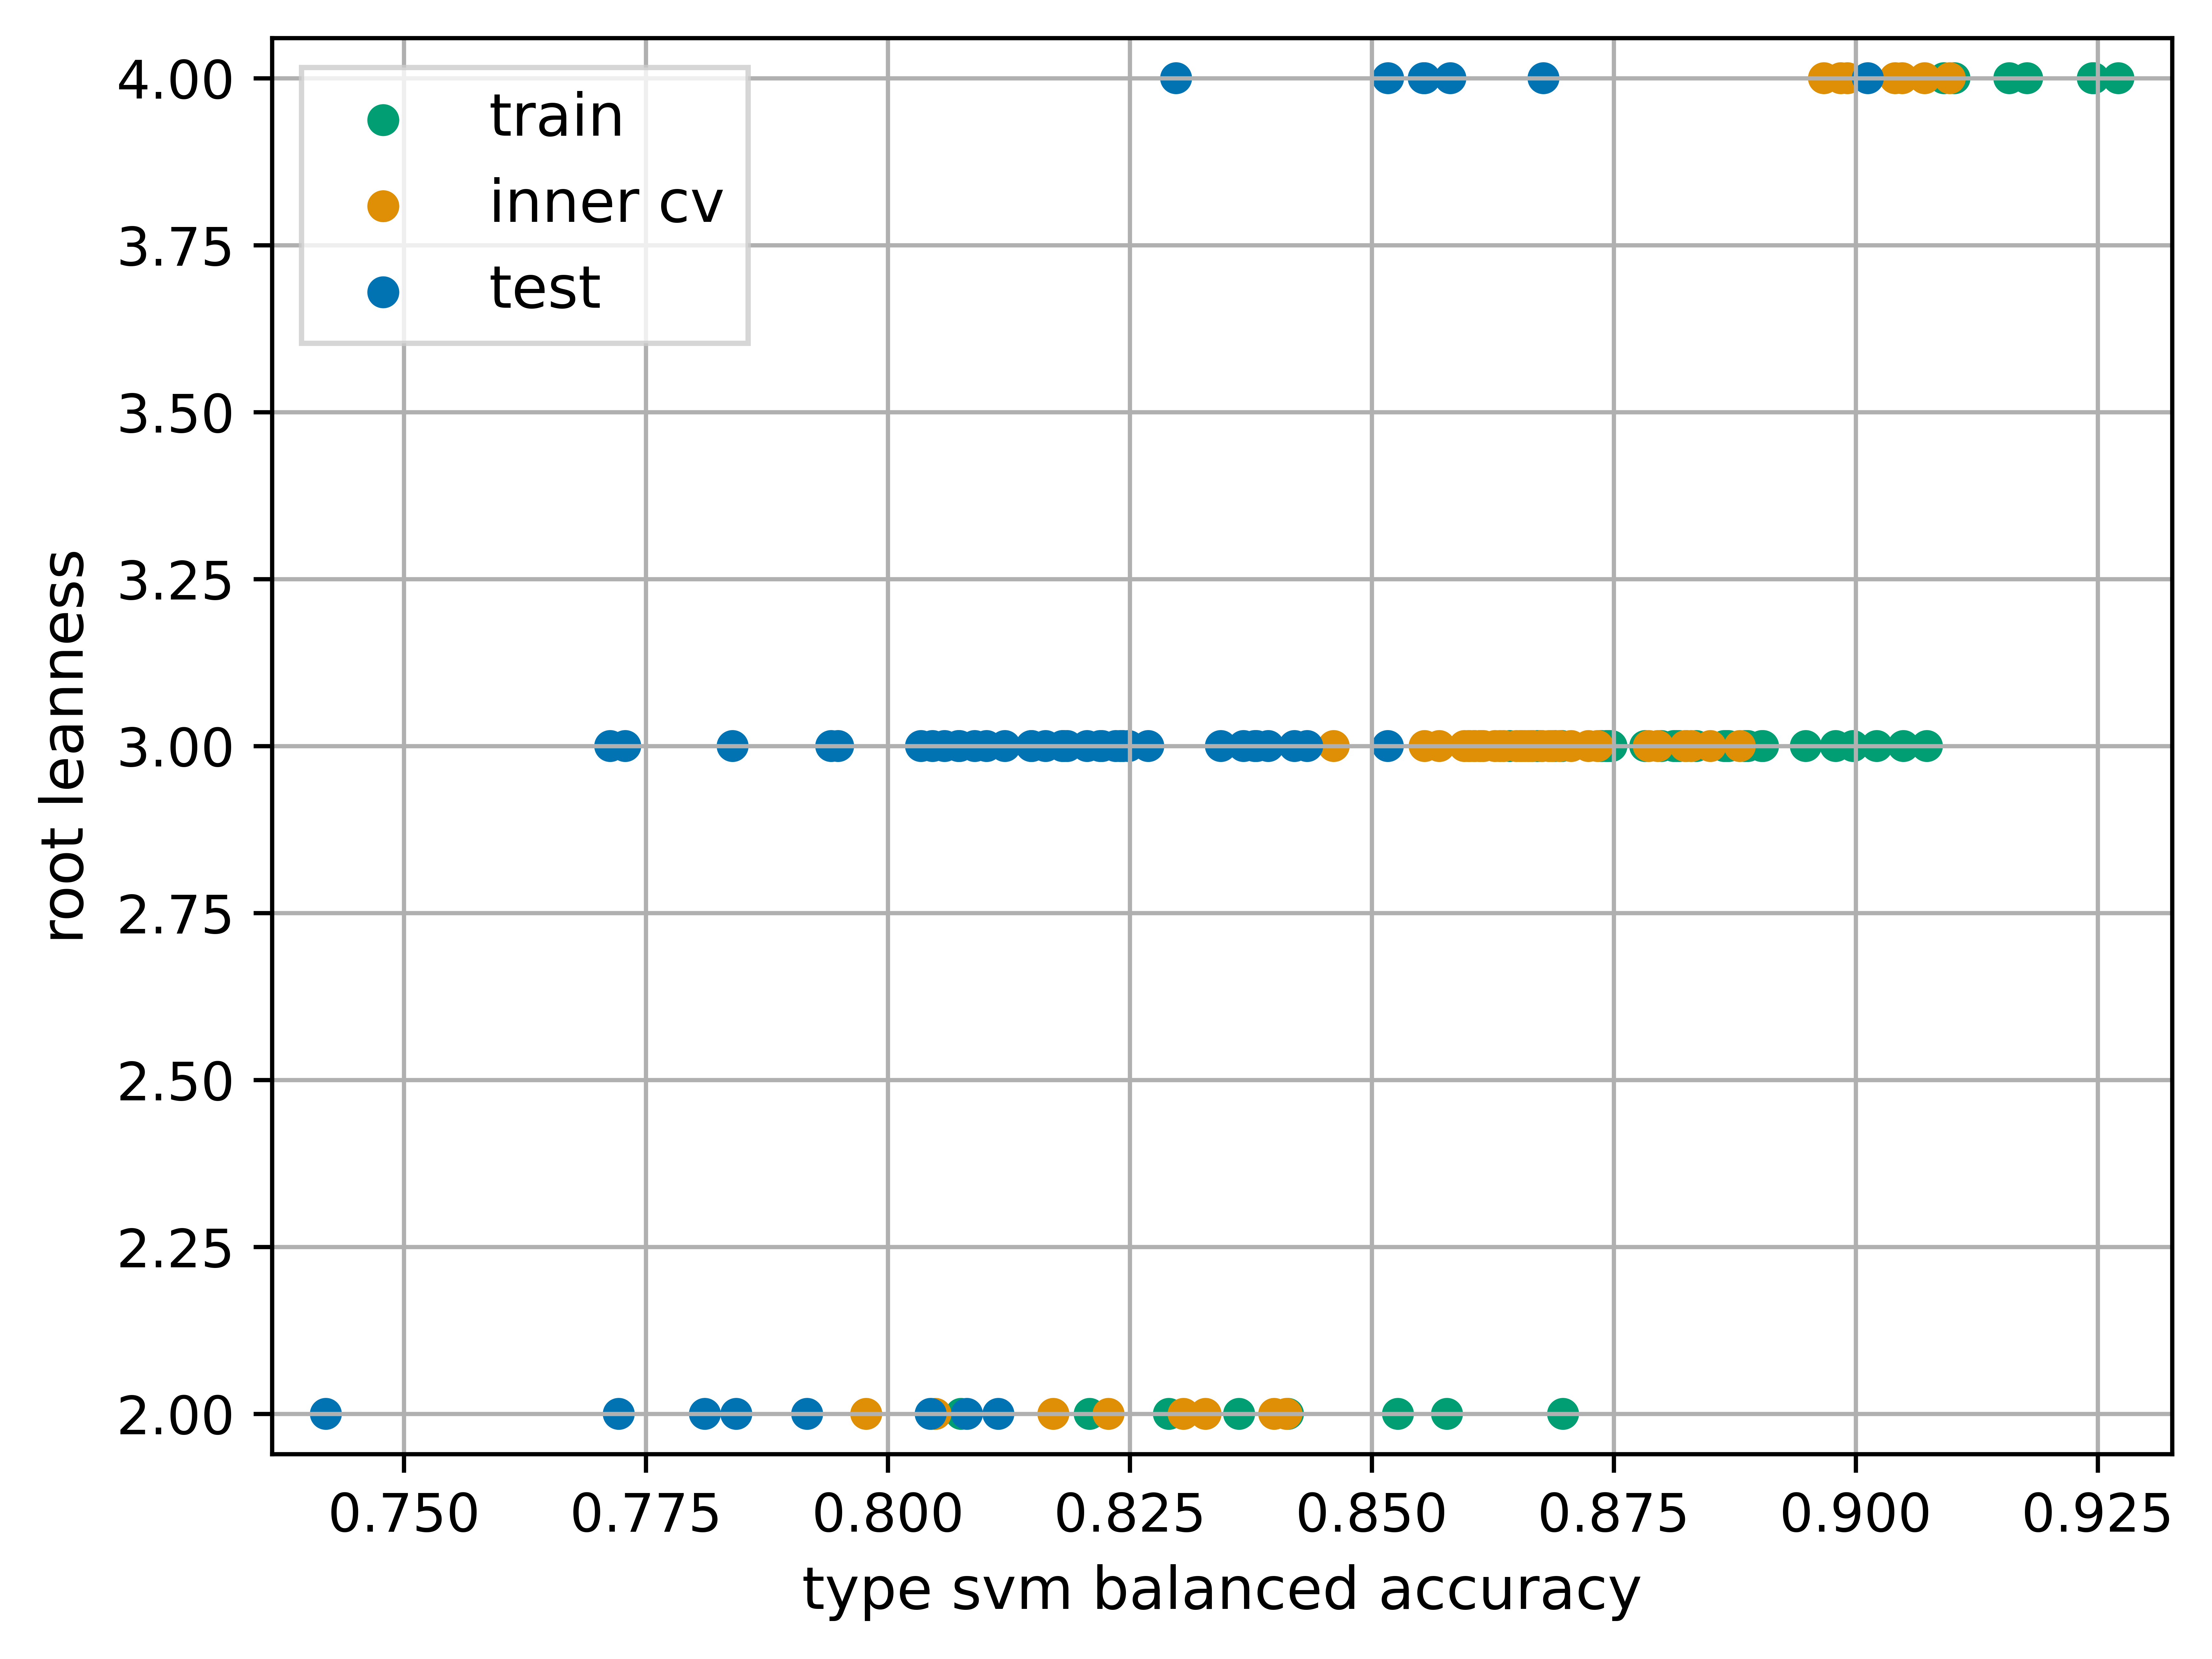 4.00
3.75
3.50
3.25
3.00
2.75
2.50
2.25
2.00
root leanness
train
inner cv
test
0.750 0.775 0.800 0.825 0.850 0.875 0.900 0.925
type svm balanced accuracy